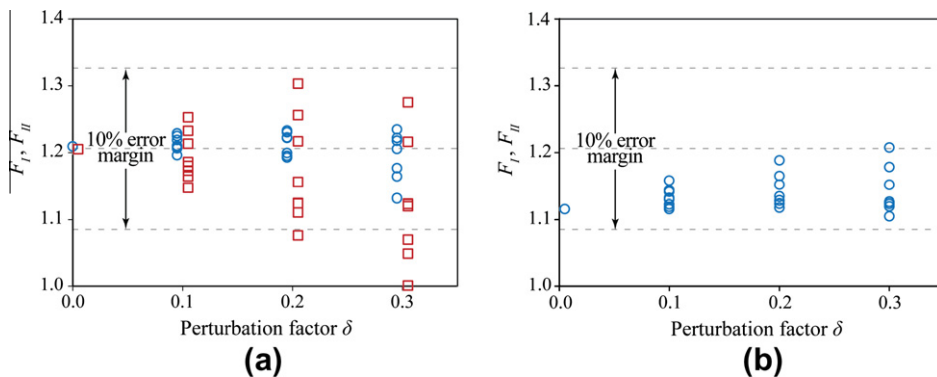 1.4
1.3
1.2
1.1
1.0
F_I, F_II
10% error
margin
0.0 0.1 0.2 0.3
Perturbation factor δ
(a)
1.4
1.3
1.2
1.1
1.0
F_I, F_II
10% error
margin
0.0 0.1 0.2 0.3
Perturbation factor δ
(b)